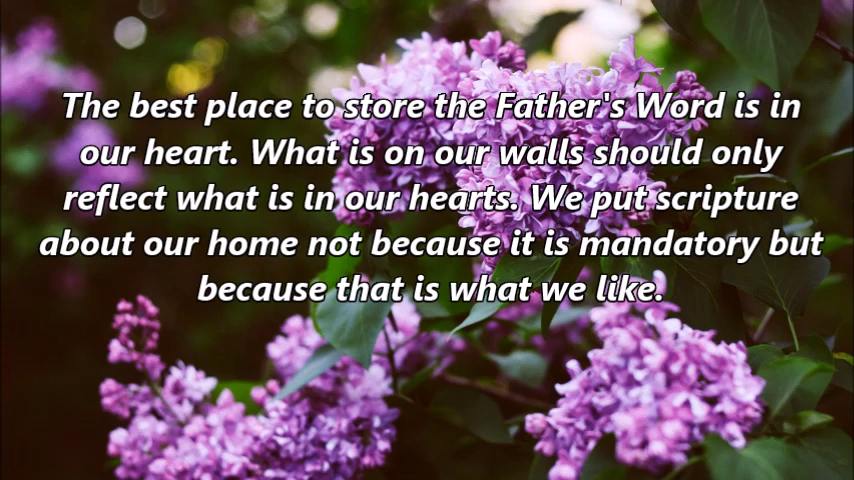 The best place to store the Father's Word is in
our heart. What is on our walls should only
reflect what is in our hearts. We put scripture
about our home not because it is mandatory but
because that is what we like.